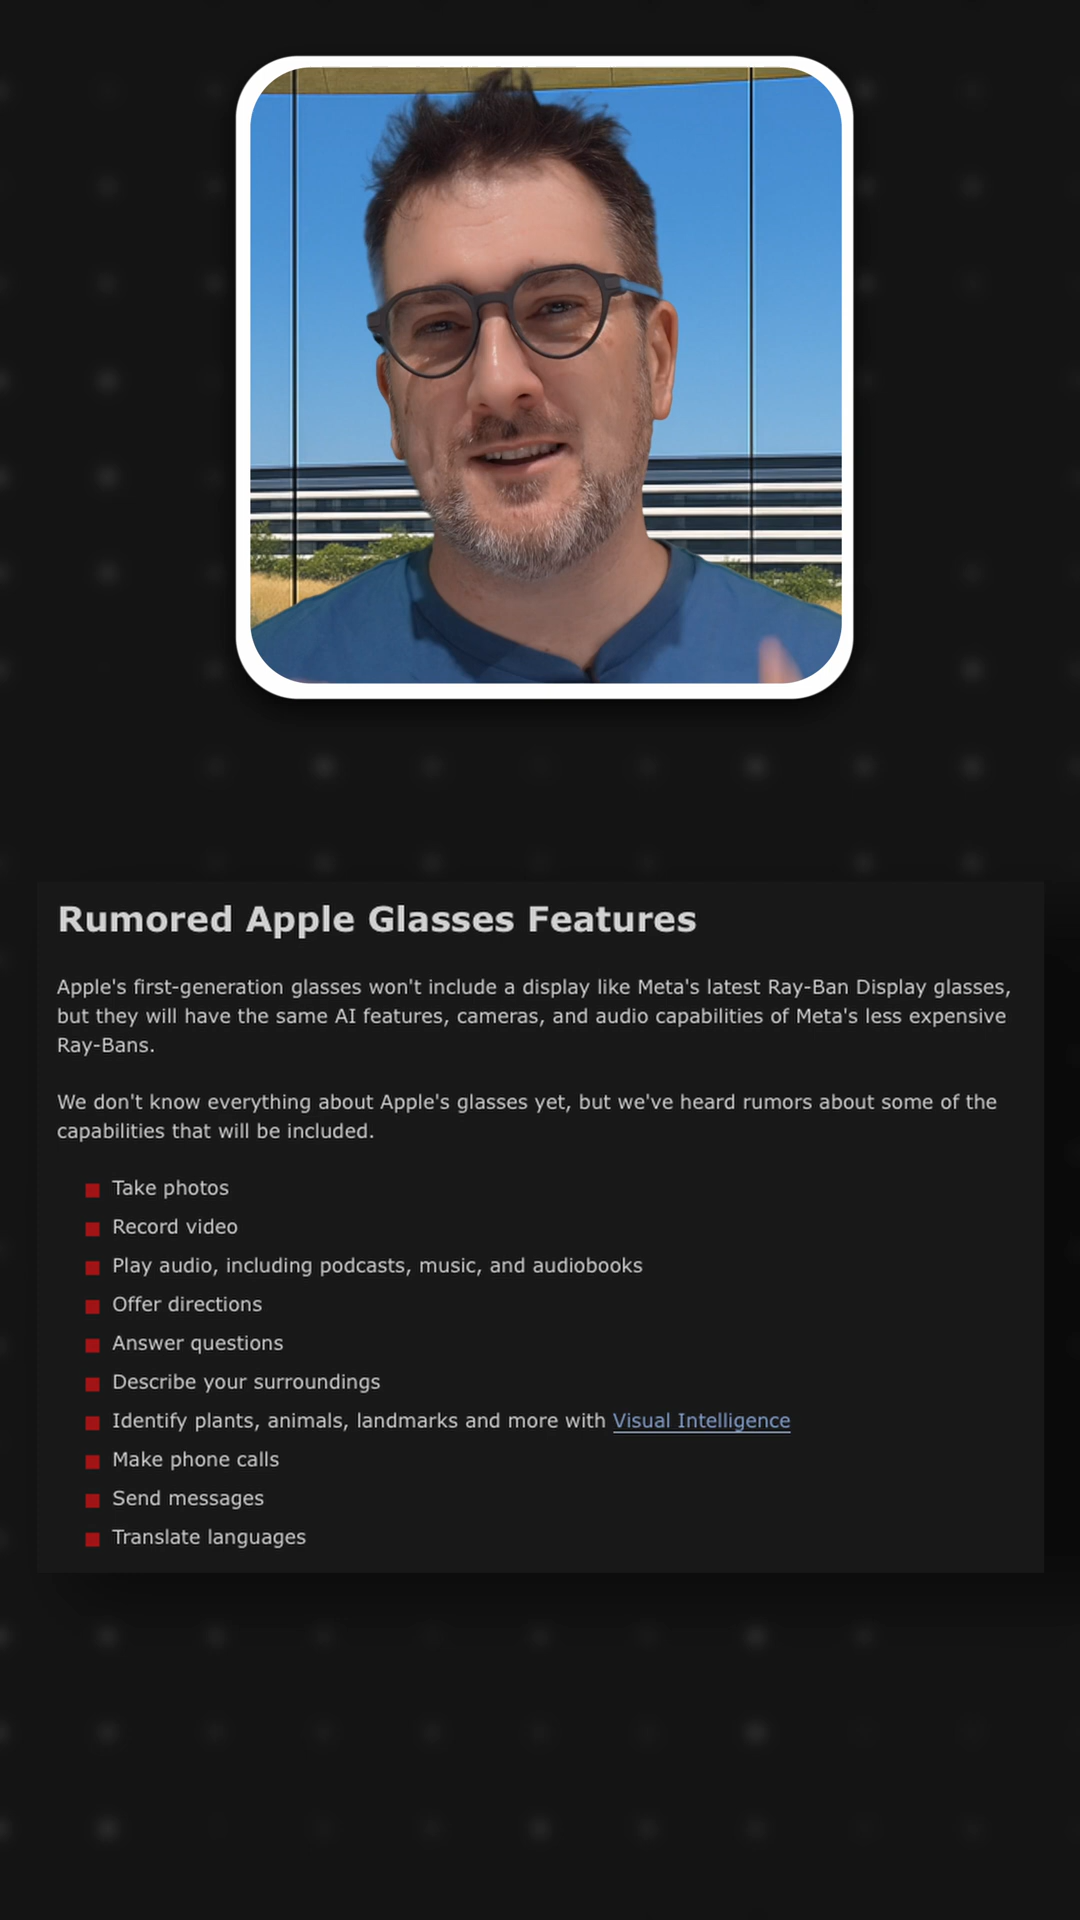 Rumored Apple Glasses Features
Apple's first-generation glasses won't include a display like Meta's latest Ray-Ban Display glasses,
but they will have the same AI features, cameras, and audio capabilities of Meta's less expensive
Ray-Bans.
We don't know everything about Apple's glasses yet, but we've heard rumors about some of the
capabilities that will be included.
Take photos
Record video
Play audio, including podcasts, music, and audiobooks
Offer directions
Answer questions
Describe your surroundings
Identify plants, animals, landmarks and more with Visual Intelligence
Make phone calls
Send messages
Translate languages